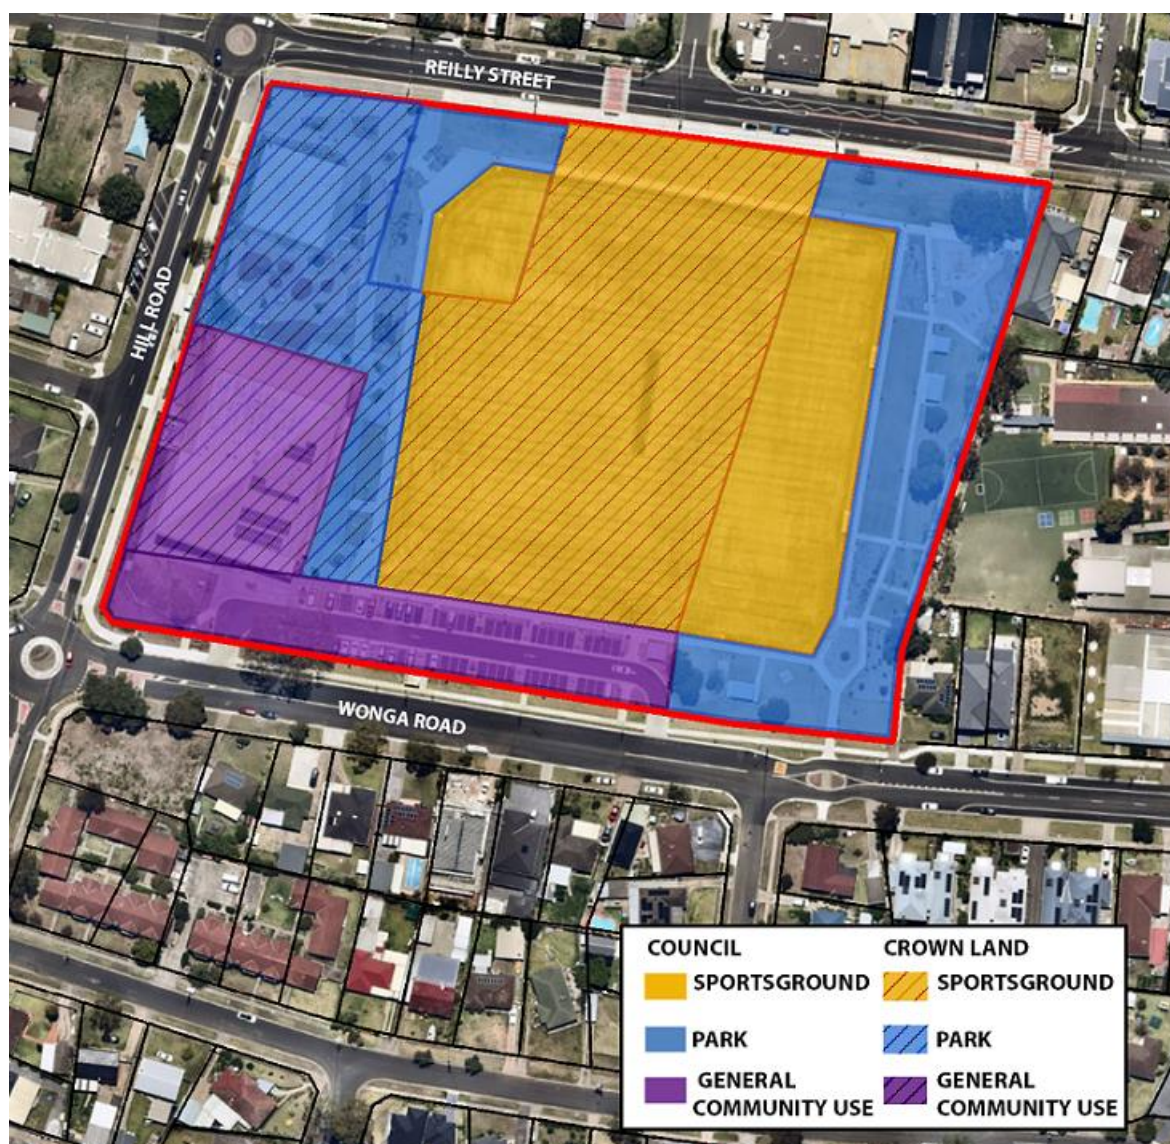 REILLY STREET
HILL ROAD
WONGA ROAD
COUNCIL
SPORTSGROUND
PARK
GENERAL
COMMUNITY USE
CROWN LAND
SPORTSGROUND
PARK
GENERAL
COMMUNITY USE